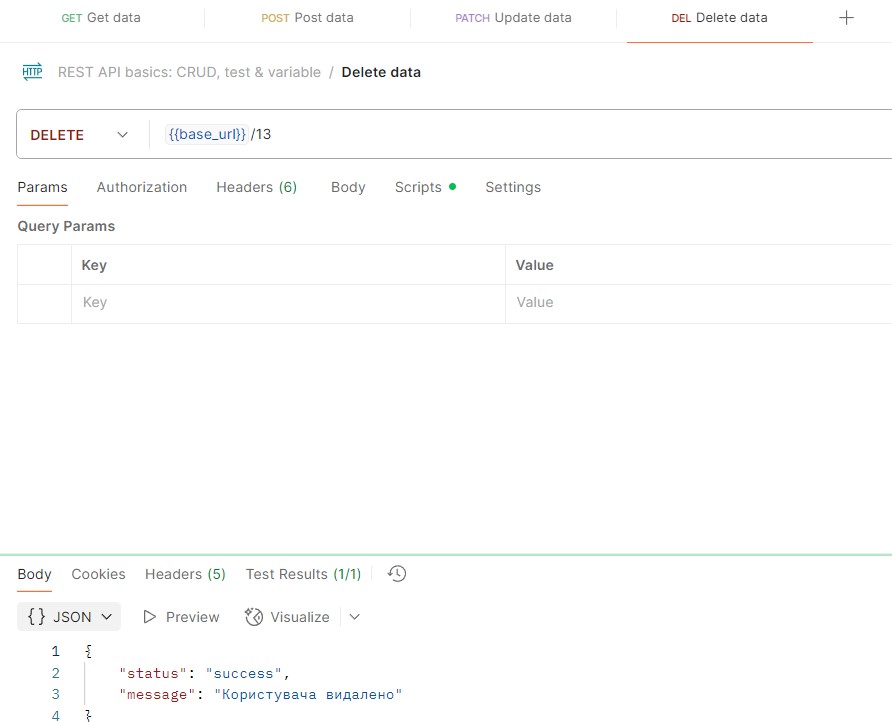 GET Get data POST Post data PATCH Update data DEL Delete data
HTTP REST API basics: CRUD, test & variable / Delete data
DELETE {{base_url}} /13
Params Authorization Headers (6) Body Scripts Settings
Query Params
Key Value
Key Value
Body Cookies Headers (5) Test Results (1/1)
{} JSON Preview Visualize
1 {
2 "status": "success",
3 "message": "Користувача видалено"
4 }